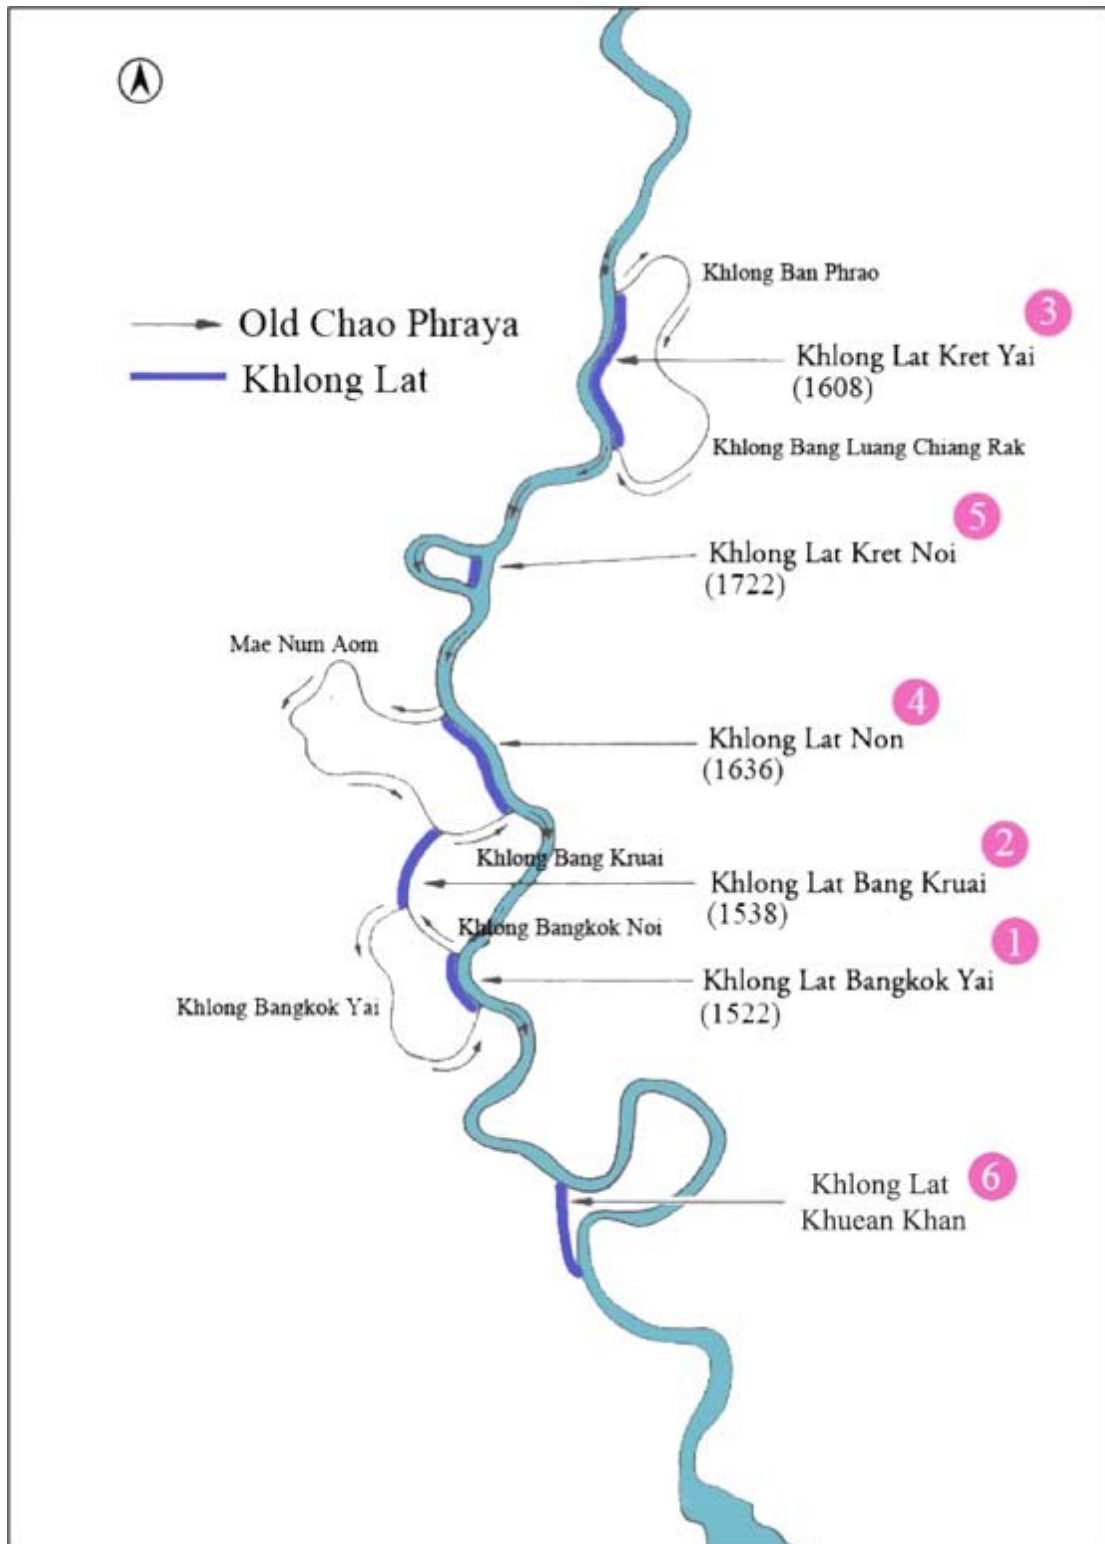 Khlong Ban Phrao
3
Old Chao Phraya
Khlong Lat
Khlong Lat Kret Yai
(1608)
Khlong Bang Luang Chiang Rak
5
Khlong Lat Kret Noi
(1722)
Mae Num Aom
4
Khlong Lat Non
(1636)
2
Khlong Bang Kruai
Khlong Lat Bang Kruai
(1538)
Khlong Bangkok Noi
1
Khlong Lat Bangkok Yai
(1522)
Khlong Bangkok Yai
6
Khlong Lat
Khuean Khan